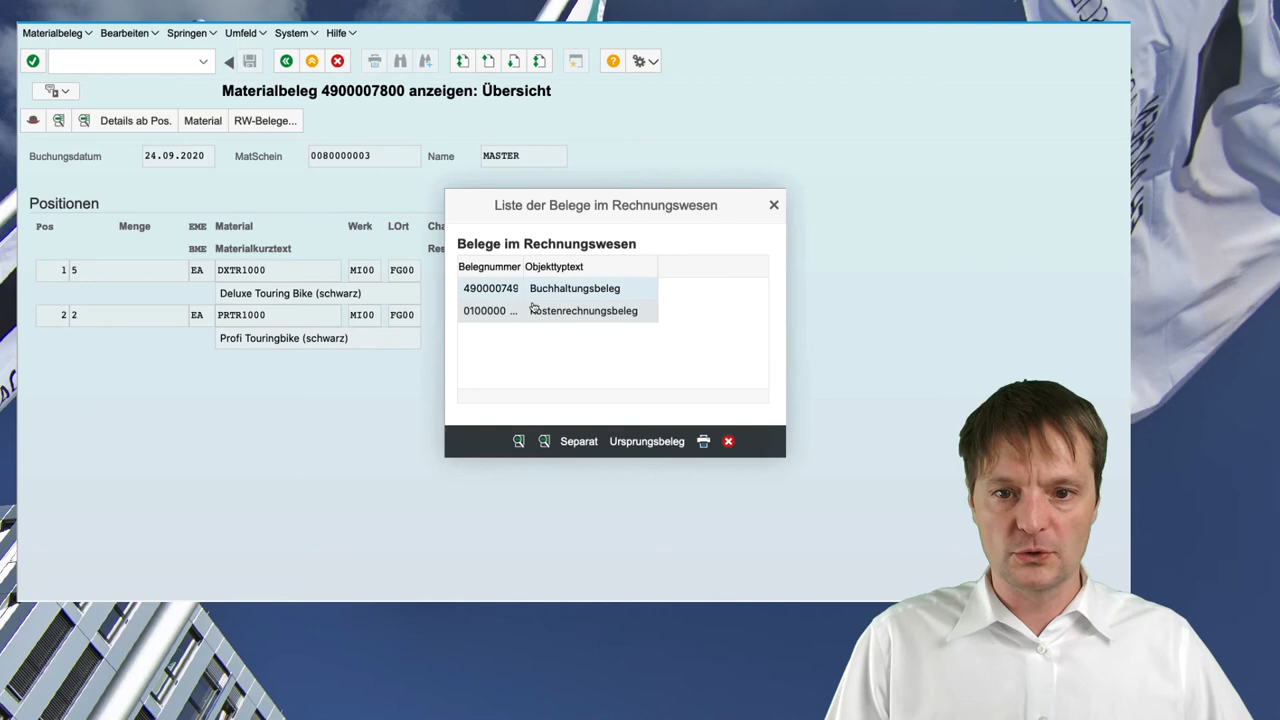 Materialbeleg Bearbeiten Springen Umfeld System Hilfe
Materialbeleg 4900007800 anzeigen: Übersicht
Details ab Pos. Material RW-Belege...
Buchungsdatum 24.09.2020 MatSchein 0080000003 Name MASTER
Positionen
Pos Menge EME Material Werk LOrt Cha
BME Materialkurztext Res
1 5 EA DXTR1000 MI00 FG00
Deluxe Touring Bike (schwarz)
2 2 EA PRTR1000 MI00 FG00
Profi Touringbike (schwarz)
Liste der Belege im Rechnungswesen
Belege im Rechnungswesen
Belegnummer Objekttyptext
490000749 Buchhaltungsbeleg
0100000 ... Kostenrechnungsbeleg
Separat Ursprungsbeleg